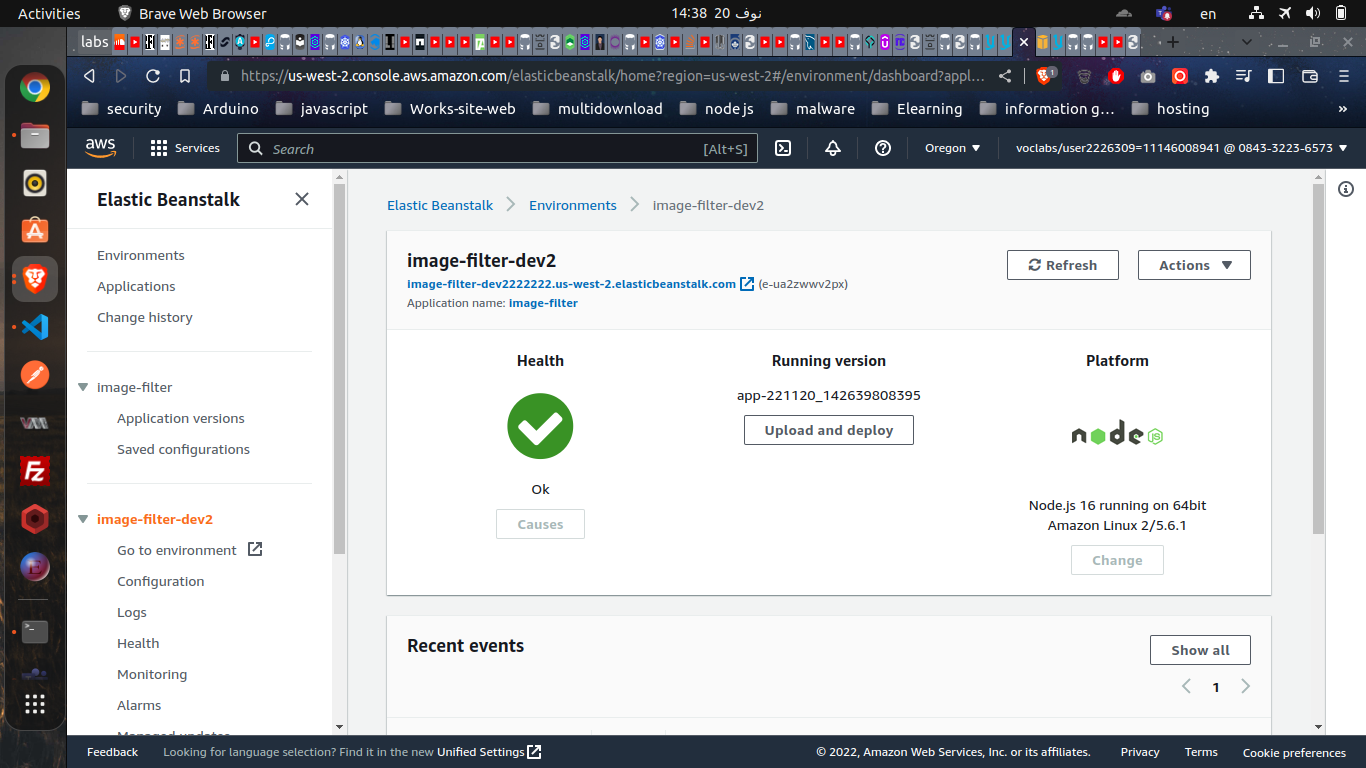 Activities
Brave Web Browser
14:38 20 نوف
en
labs
https://us-west-2.console.aws.amazon.com/elasticbeanstalk/home?region=us-west-2#/environment/dashboard?appl...
1
security
Arduino
javascript
Works-site-web
multidownload
node js
malware
Elearning
information g...
hosting
»
aws
Services
Search
[Alt+S]
Oregon
voclabs/user2226309=11146008941 @ 0843-3223-6573
Elastic Beanstalk
Environments
Applications
Change history
image-filter
Application versions
Saved configurations
image-filter-dev2
Go to environment
Configuration
Logs
Health
Monitoring
Alarms
Managed updates
Elastic Beanstalk
Environments
image-filter-dev2
image-filter-dev2
image-filter-dev2222222.us-west-2.elasticbeanstalk.com (e-ua2zwwv2px)
Application name: image-filter
Refresh
Actions
Health
Ok
Causes
Running version
app-221120_142639808395
Upload and deploy
Platform
node JS
Node.js 16 running on 64bit
Amazon Linux 2/5.6.1
Change
Recent events
Show all
1
Feedback
Looking for language selection? Find it in the new Unified Settings
© 2022, Amazon Web Services, Inc. or its affiliates.
Privacy
Terms
Cookie preferences